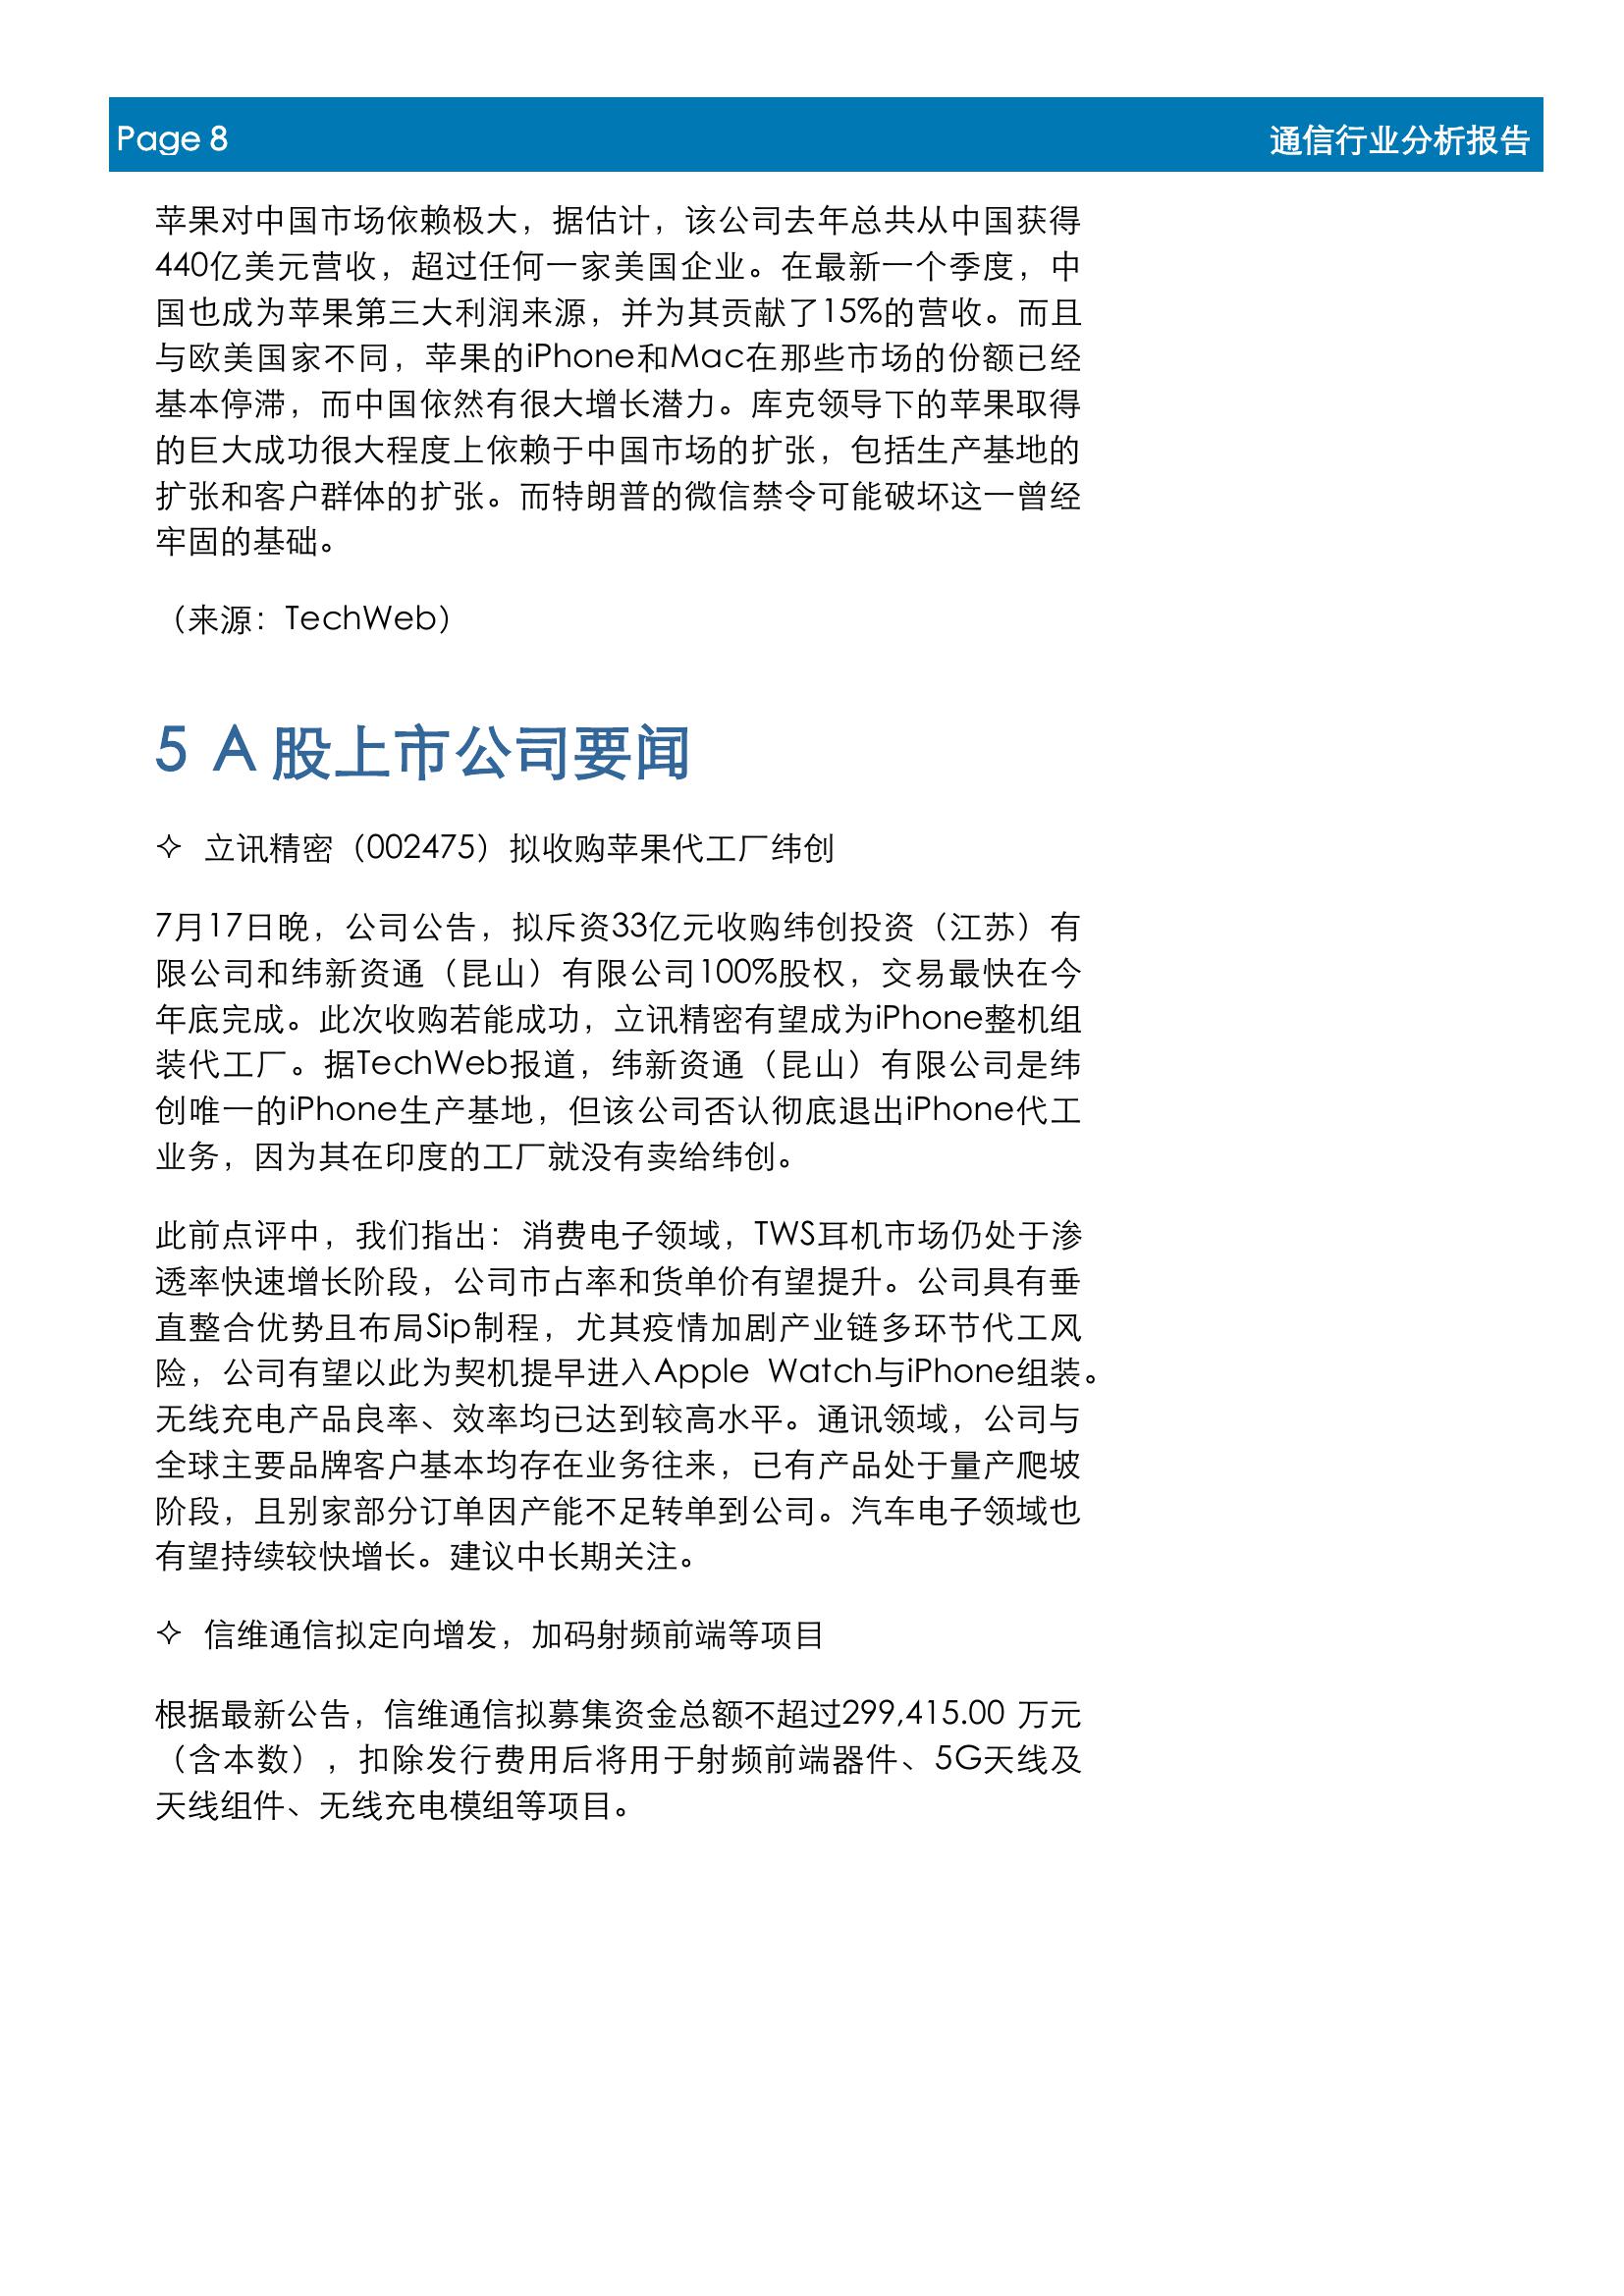 Page 8
通信行业分析报告
苹果对中国市场依赖极大，据估计，该公司去年总共从中国获得
440亿美元营收，超过任何一家美国企业。在最新一个季度，中
国也成为苹果第三大利润来源，并为其贡献了15%的营收。而且
与欧美国家不同，苹果的iPhone和Mac在那些市场的份额已经
基本停滞，而中国依然有很大增长潜力。库克领导下的苹果取得
的巨大成功很大程度上依赖于中国市场的扩张，包括生产基地的
扩张和客户群体的扩张。而特朗普的微信禁令可能破坏这一曾经
牢固的基础。
（来源：TechWeb）
5 A 股上市公司要闻
✧ 立讯精密（002475）拟收购苹果代工厂纬创
7月17日晚，公司公告，拟斥资33亿元收购纬创投资（江苏）有
限公司和纬新资通（昆山）有限公司100%股权，交易最快在今
年底完成。此次收购若能成功，立讯精密有望成为iPhone整机组
装代工厂。据TechWeb报道，纬新资通（昆山）有限公司是纬
创唯一的iPhone生产基地，但该公司否认彻底退出iPhone代工
业务，因为其在印度的工厂就没有卖给纬创。
此前点评中，我们指出：消费电子领域，TWS耳机市场仍处于渗
透率快速增长阶段，公司市占率和货单价有望提升。公司具有垂
直整合优势且布局Sip制程，尤其疫情加剧产业链多环节代工风
险，公司有望以此为契机提早进入Apple Watch与iPhone组装。
无线充电产品良率、效率均已达到较高水平。通讯领域，公司与
全球主要品牌客户基本均存在业务往来，已有产品处于量产爬坡
阶段，且别家部分订单因产能不足转单到公司。汽车电子领域也
有望持续较快增长。建议中长期关注。
✧ 信维通信拟定向增发，加码射频前端等项目
根据最新公告，信维通信拟募集资金总额不超过299,415.00 万元
（含本数），扣除发行费用后将用于射频前端器件、5G天线及
天线组件、无线充电模组等项目。